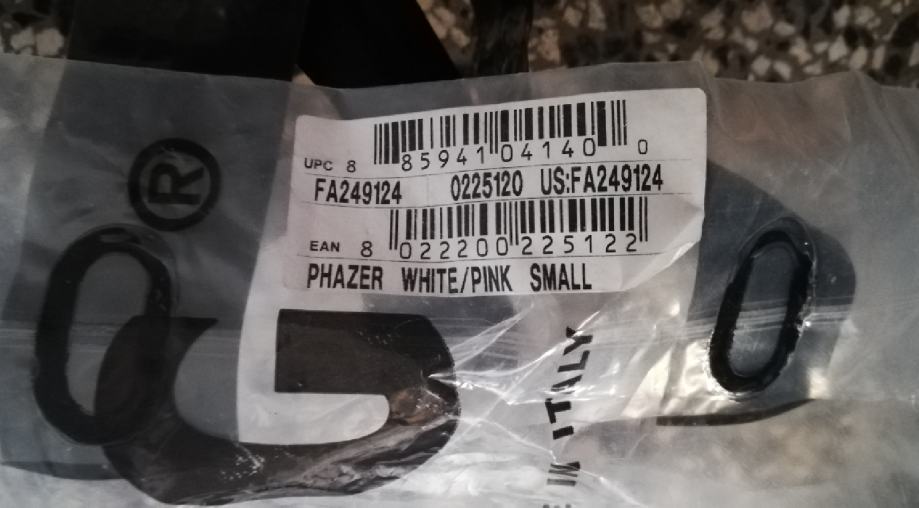 UPC 8 85941 04140 0
FA249124 0225120 US:FA249124
EAN 8 022200 225122
PHAZER WHITE/PINK SMALL
®
IN ITALY